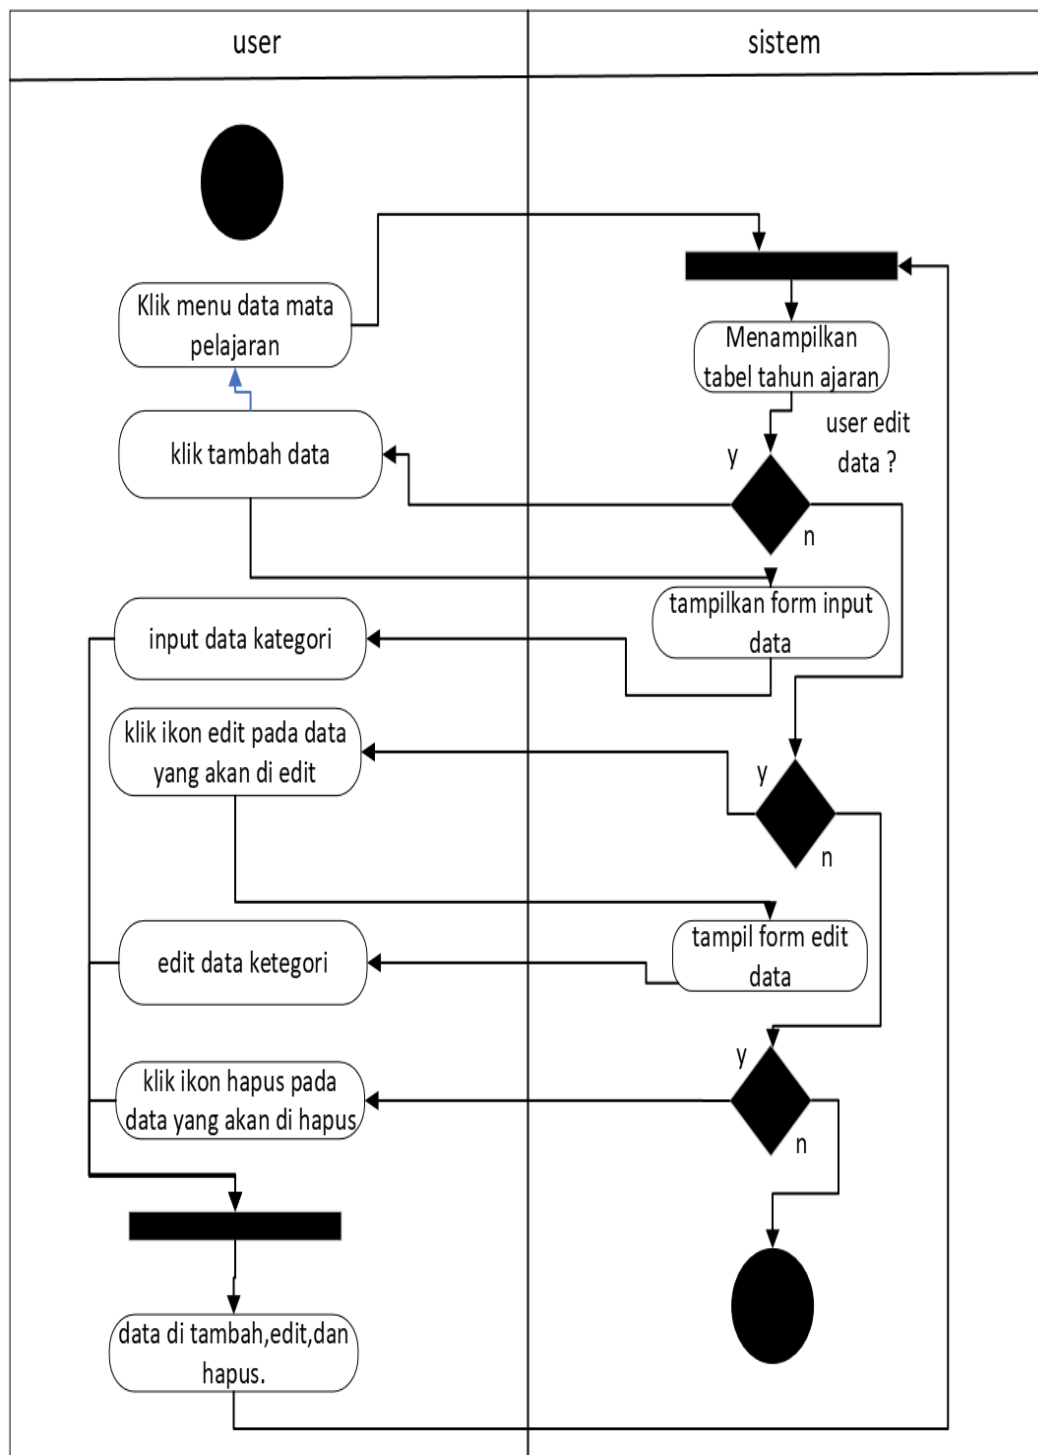 user
sistem
Klik menu data mata
pelajaran
Menampilkan
tabel tahun ajaran
user edit
data ?
y
klik tambah data
n
tampilkan form input
data
input data kategori
klik ikon edit pada data
yang akan di edit
y
n
tampil form edit
data
edit data ketegori
y
klik ikon hapus pada
data yang akan di hapus
n
data di tambah,edit,dan
hapus.